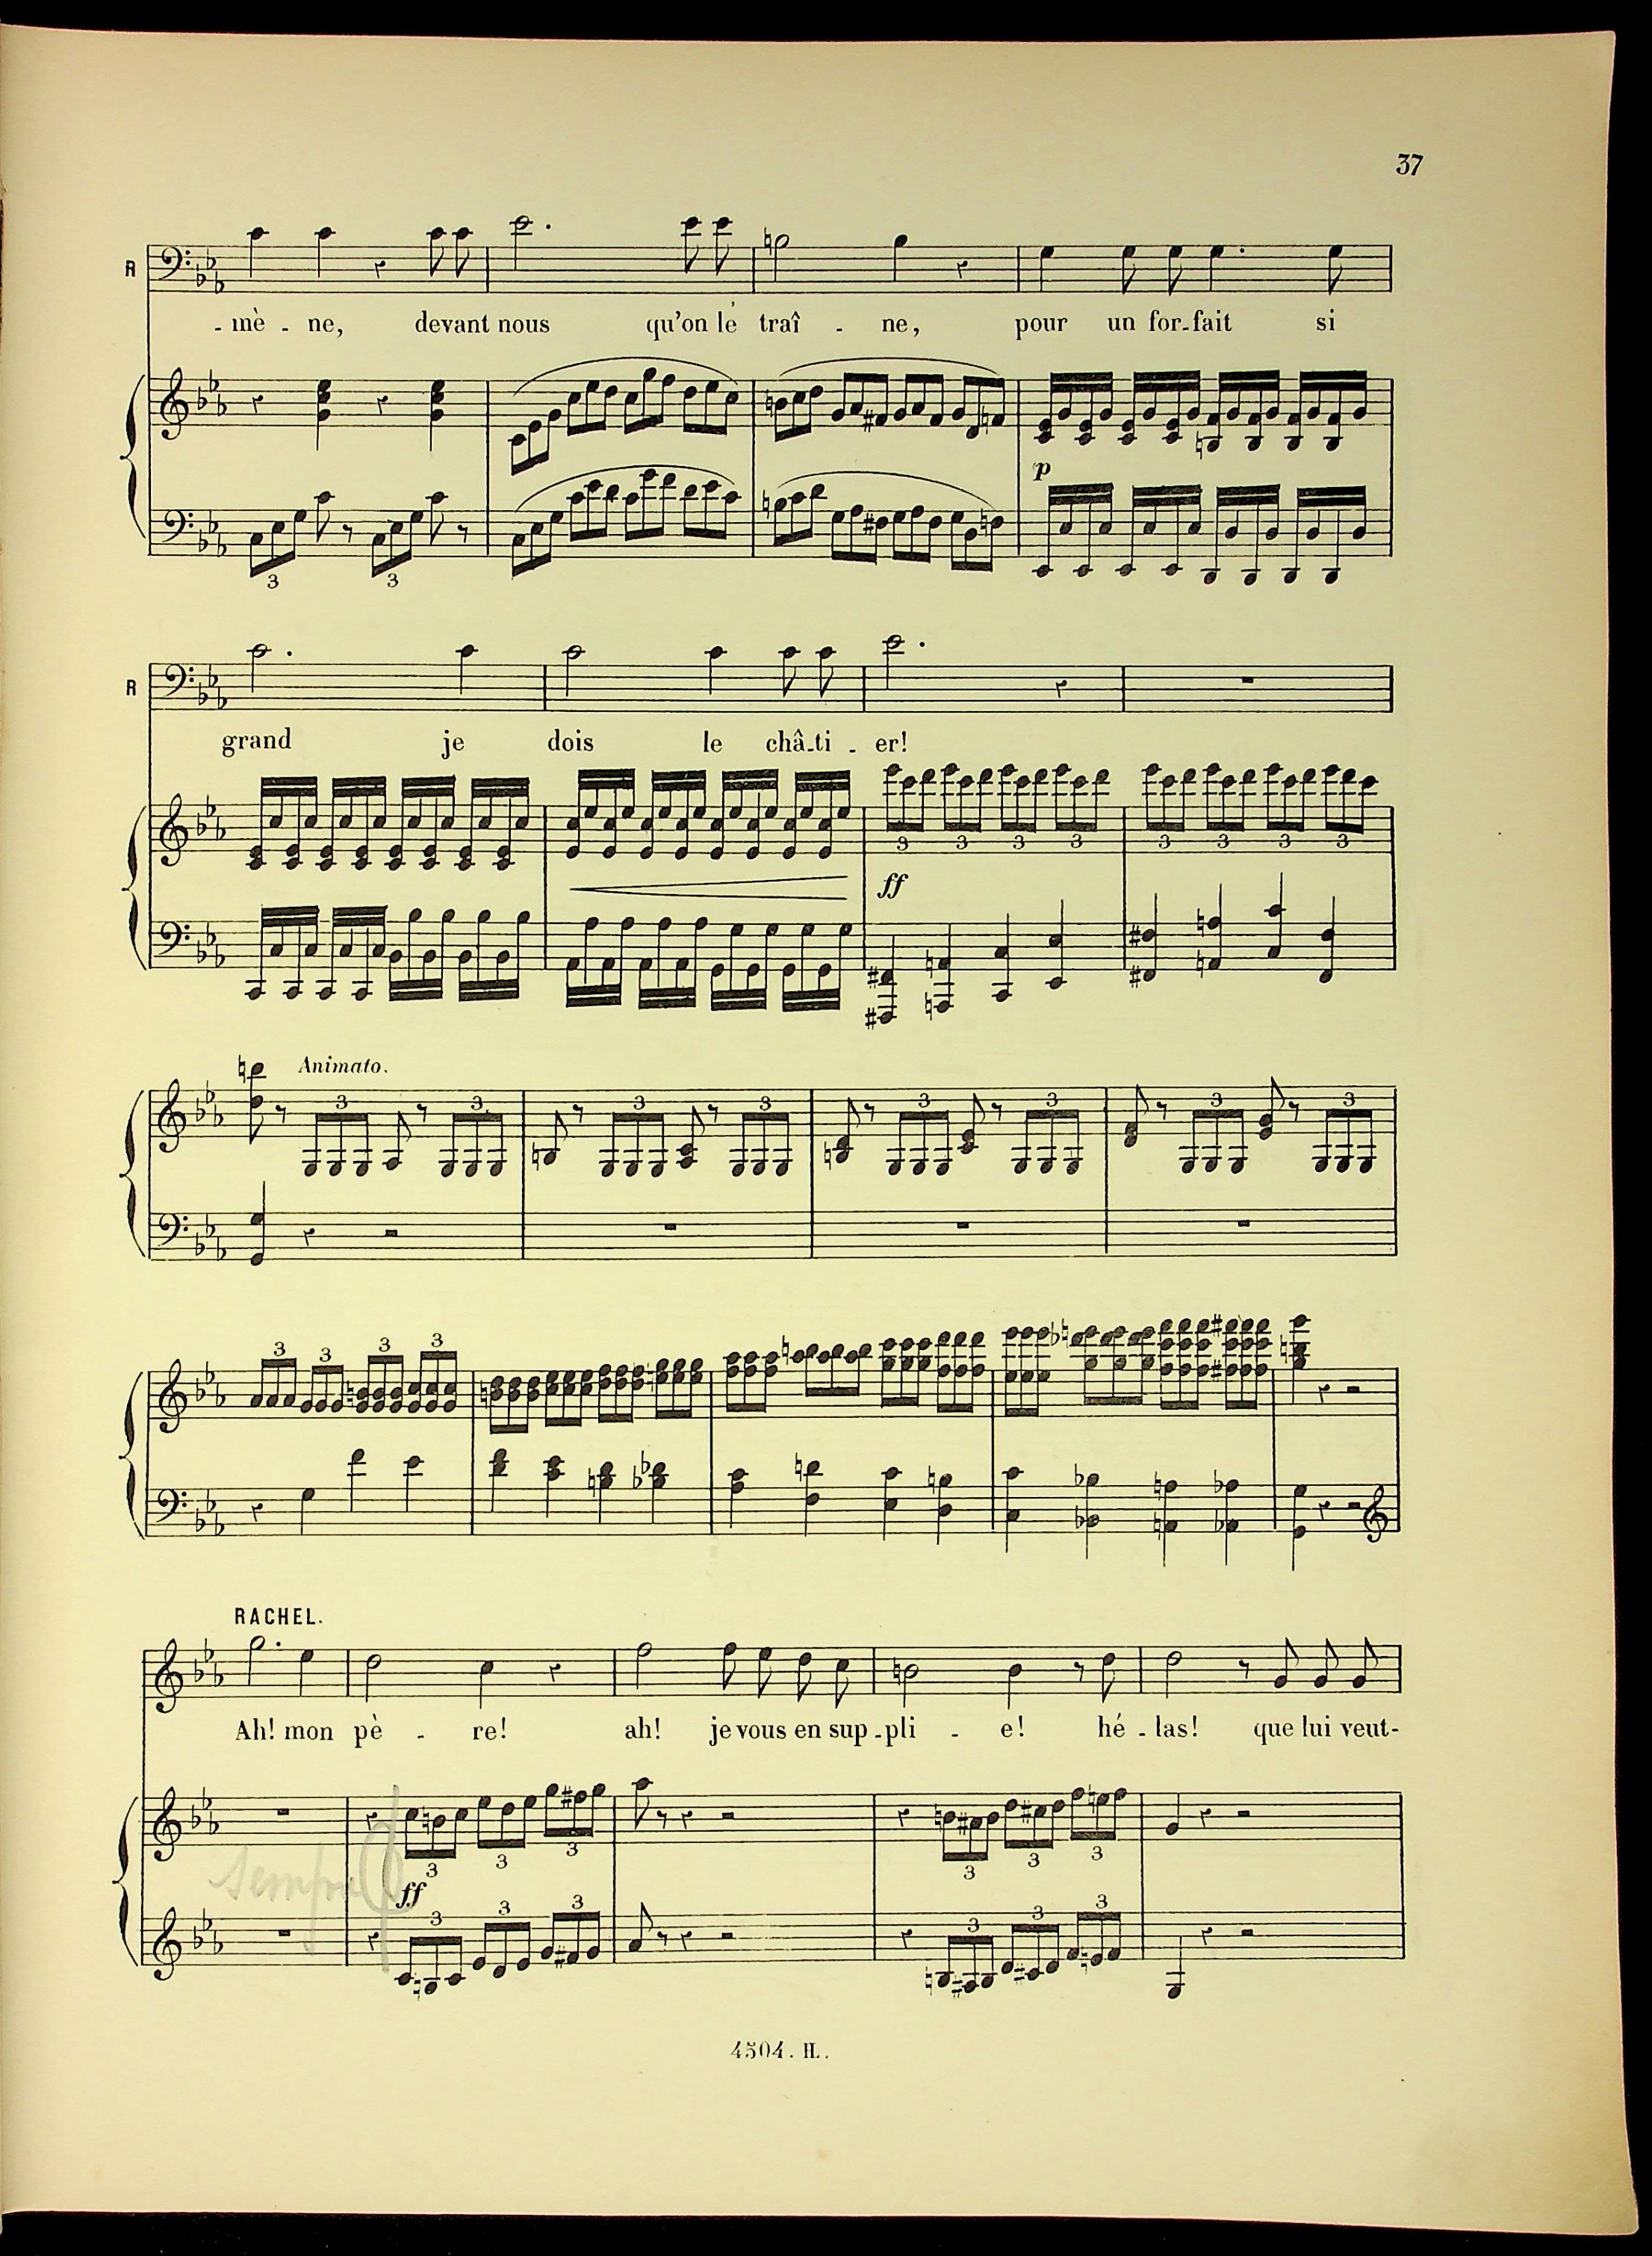 37
R
- mè - ne, devant nous qu'on le traî - ne, pour un for-fait si
3 3
p
R
grand je dois le châ-ti - er!
3 3 3 3 3 3 3
ff
Animato.
3 3 3 3 3 3 3 3
3 3 3 3
RACHEL.
Ah! mon pè - re! ah! je vous en sup-pli - e! hé - las! que lui veut-
3 3 3 3 3 3
sempre
ff
3 3 3 3 3 3
4504. H.